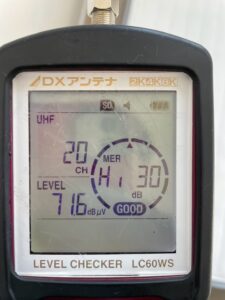 DXアンテナ 2K4K8K
SD
UHF
20 CH
MER
Hi 30 dB
LEVEL
71.6 dBμV
GOOD
LEVEL CHECKER LC60WS